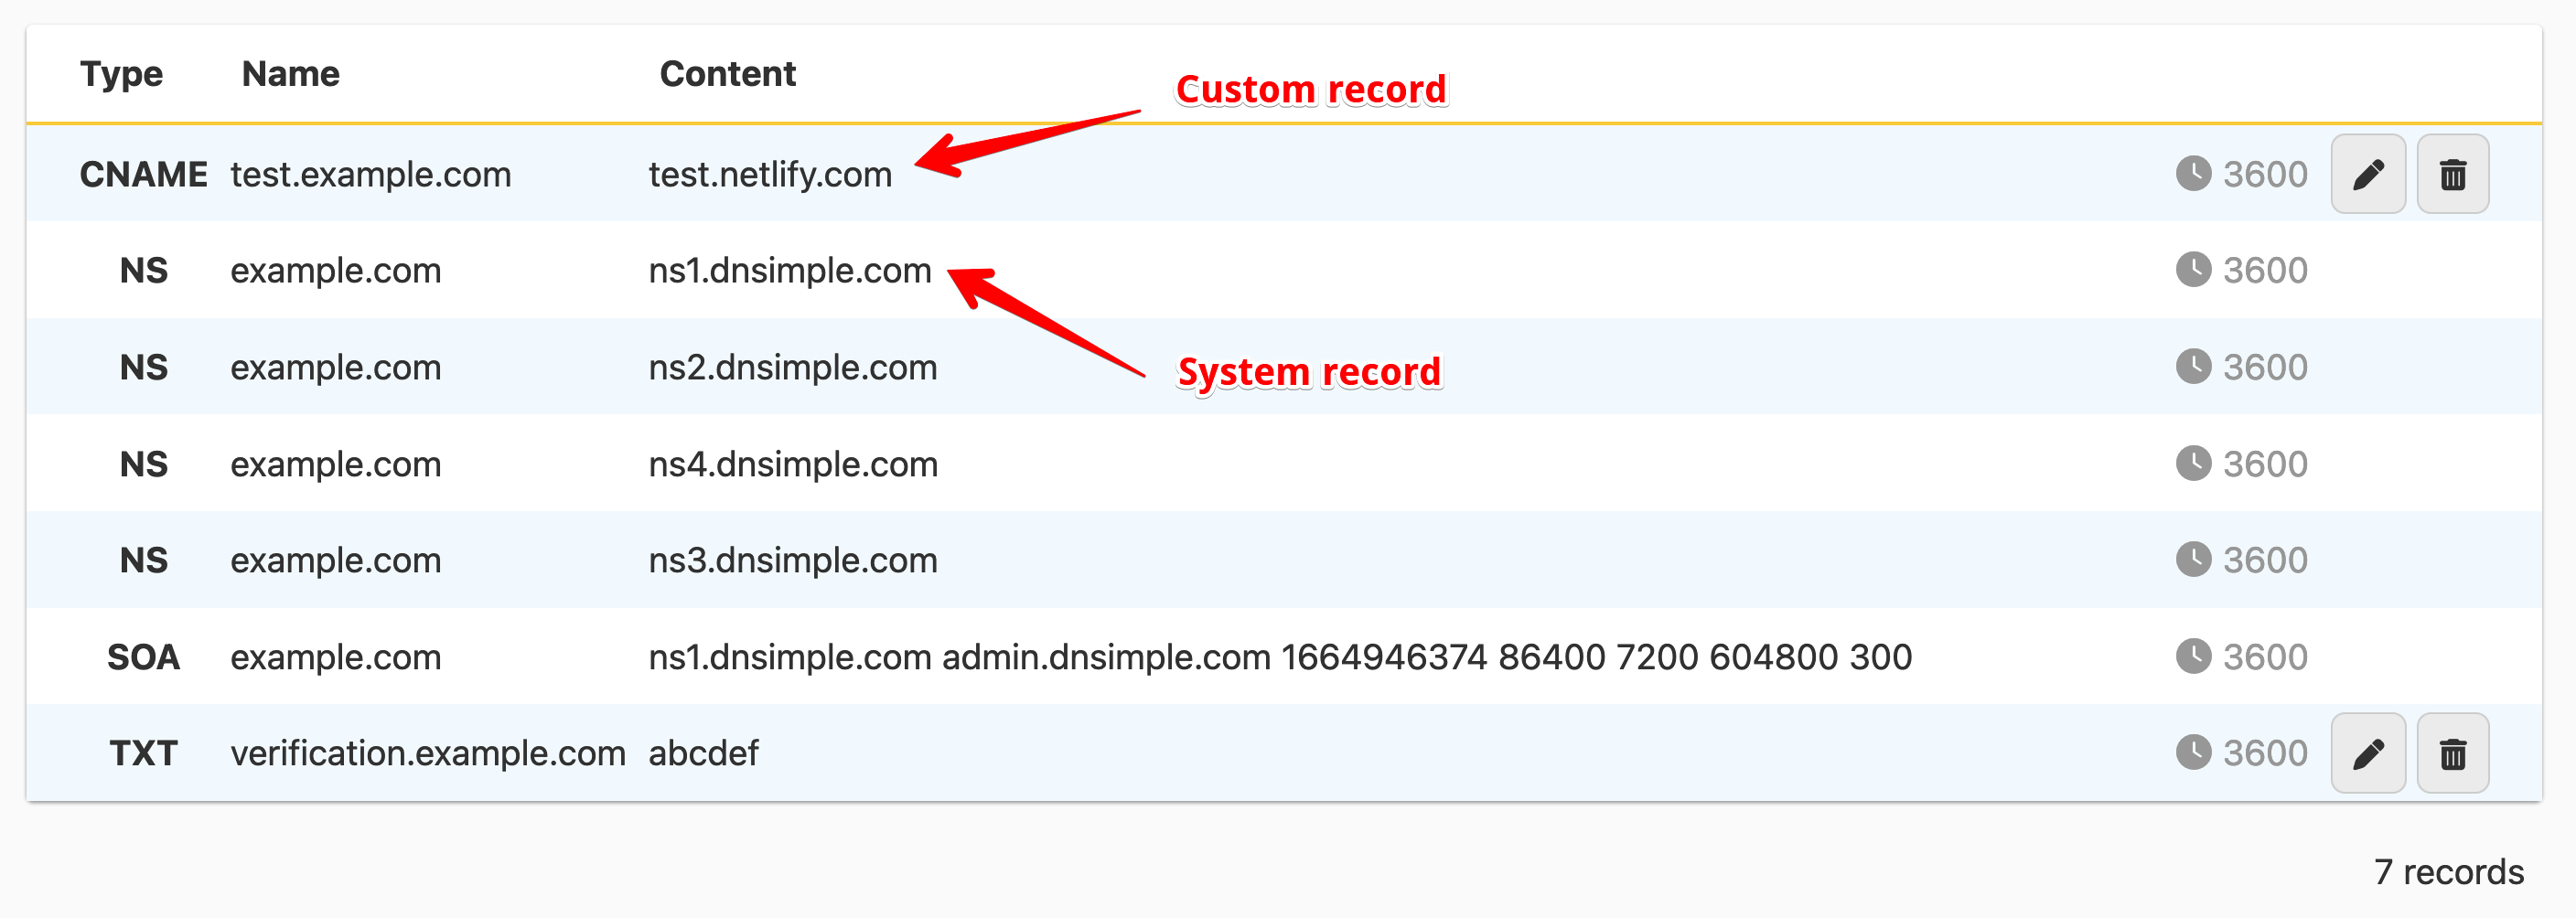 Type Name Content
Custom record
CNAME test.example.com test.netlify.com 3600
NS example.com ns1.dnsimple.com 3600
NS example.com ns2.dnsimple.com 3600
System record
NS example.com ns4.dnsimple.com 3600
NS example.com ns3.dnsimple.com 3600
SOA example.com ns1.dnsimple.com admin.dnsimple.com 1664946374 86400 7200 604800 300 3600
TXT verification.example.com abcdef 3600
7 records